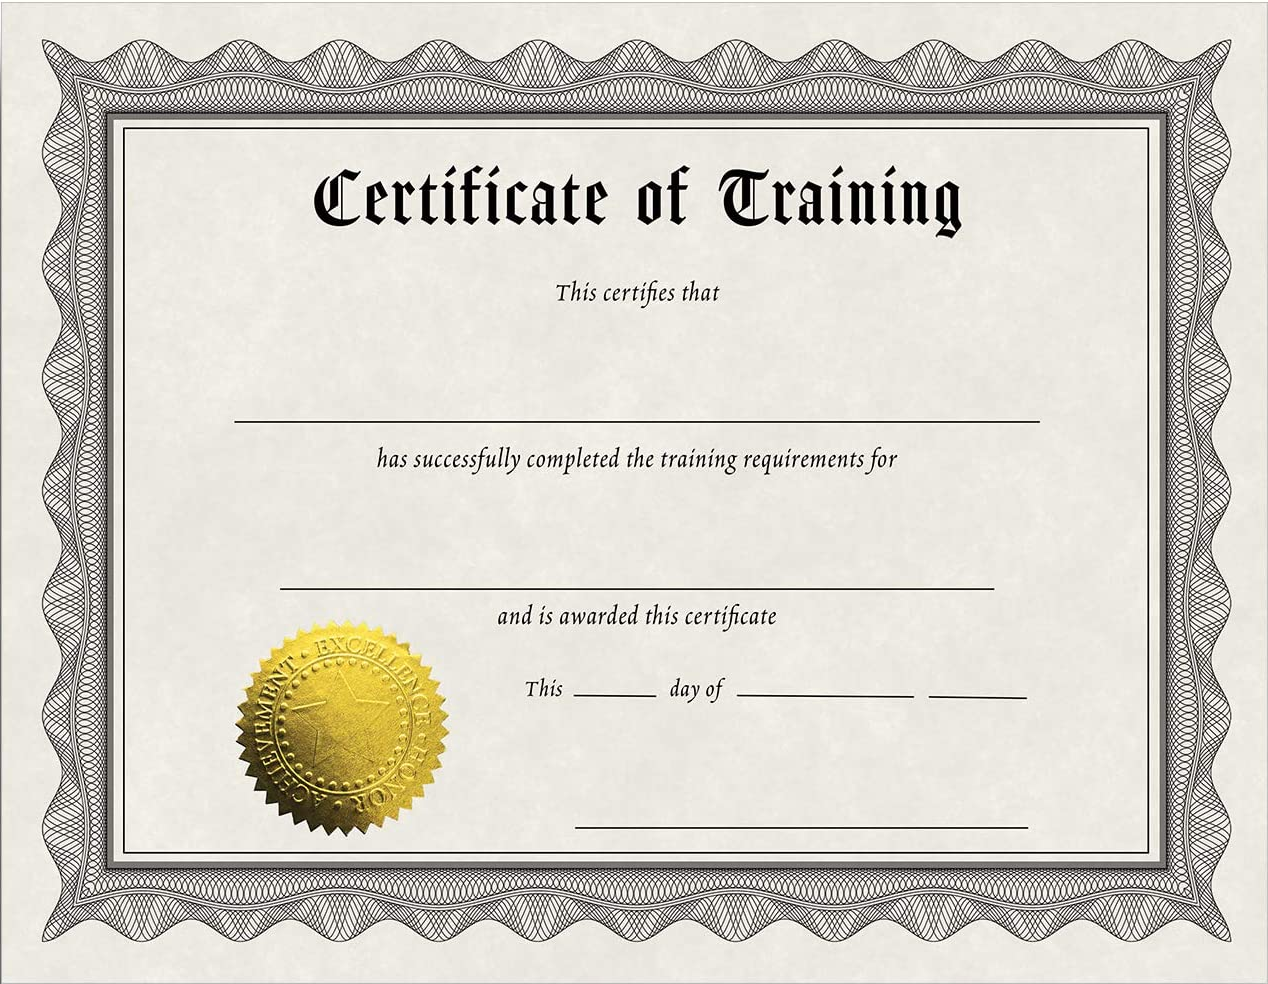 Certificate of Training
This certifies that
has successfully completed the training requirements for
and is awarded this certificate
This day of
ACHIEVEMENT · EXCELLENCE · HONOR ·